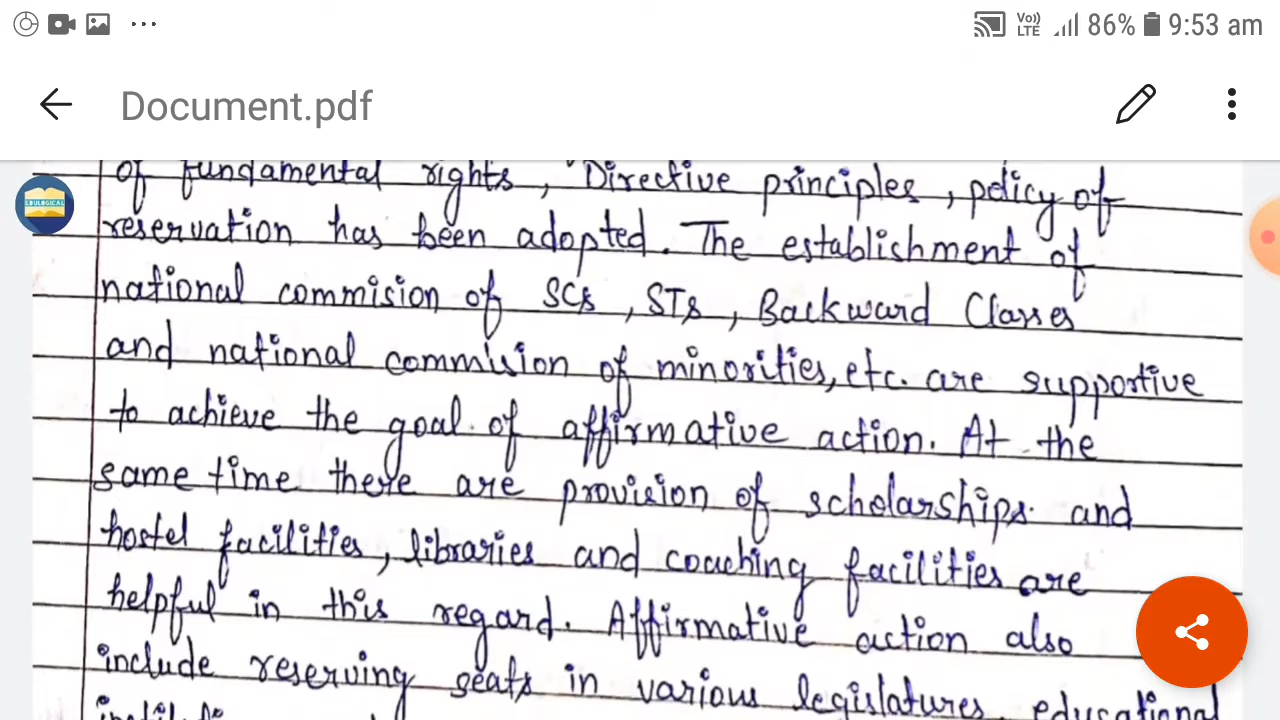 86% 9:53 am
Vo)) LTE
Document.pdf
EDULOGICAL
of fundamental rights, Directive principles, policy of
reservation has been adopted. The establishment of
national commision of SCs, STs, Backward Classes
and national commision of minorities, etc. are supportive
to achieve the goal of affirmative action. At the
same time there are provision of scholarships and
hostel facilities, libraries and coaching facilities are
helpful in this regard. Affirmative action also
include reserving seats in various legislatures, educational